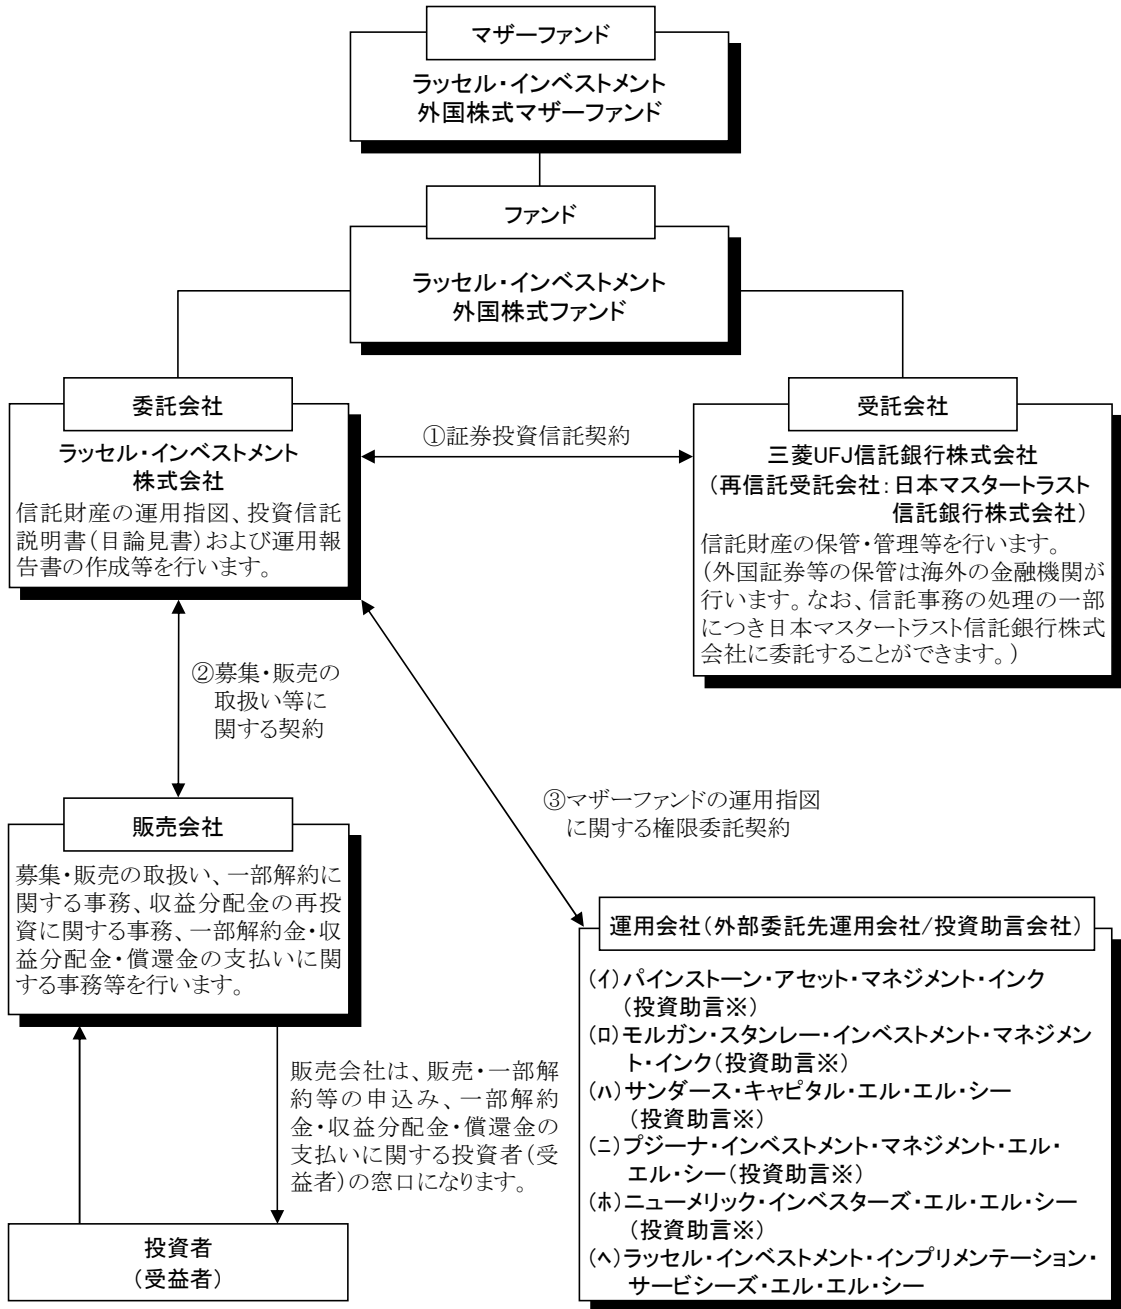 マザーファンド
ラッセル・インベストメント
外国株式マザーファンド
ファンド
ラッセル・インベストメント
外国株式ファンド
委託会社
ラッセル・インベストメント
株式会社
信託財産の運用指図、投資信託
説明書（目論見書）および運用報
告書の作成等を行います。
①証券投資信託契約
受託会社
三菱UFJ信託銀行株式会社
（再信託受託会社：日本マスタートラスト
信託銀行株式会社）
信託財産の保管・管理等を行います。
（外国証券等の保管は海外の金融機関が
行います。なお、信託事務の処理の一部
につき日本マスタートラスト信託銀行株式
会社に委託することができます。）
②募集・販売の
取扱い等に
関する契約
③マザーファンドの運用指図
に関する権限委託契約
販売会社
募集・販売の取扱い、一部解約に
関する事務、収益分配金の再投
資に関する事務、一部解約金・収
益分配金・償還金の支払いに関
する事務等を行います。
販売会社は、販売・一部解
約等の申込み、一部解約
金・収益分配金・償還金の
支払いに関する投資者（受
益者）の窓口になります。
投資者
（受益者）
運用会社（外部委託先運用会社/投資助言会社）
(イ)パインストーン・アセット・マネジメント・インク
（投資助言※）
(ロ)モルガン・スタンレー・インベストメント・マネジメン
ト・インク（投資助言※）
(ハ)サンダース・キャピタル・エル・エル・シー
（投資助言※）
(ニ)プジーナ・インベストメント・マネジメント・エル・
エル・シー（投資助言※）
(ホ)ニューメリック・インベスターズ・エル・エル・シー
（投資助言※）
(ヘ)ラッセル・インベストメント・インプリメンテーション・
サービシーズ・エル・エル・シー